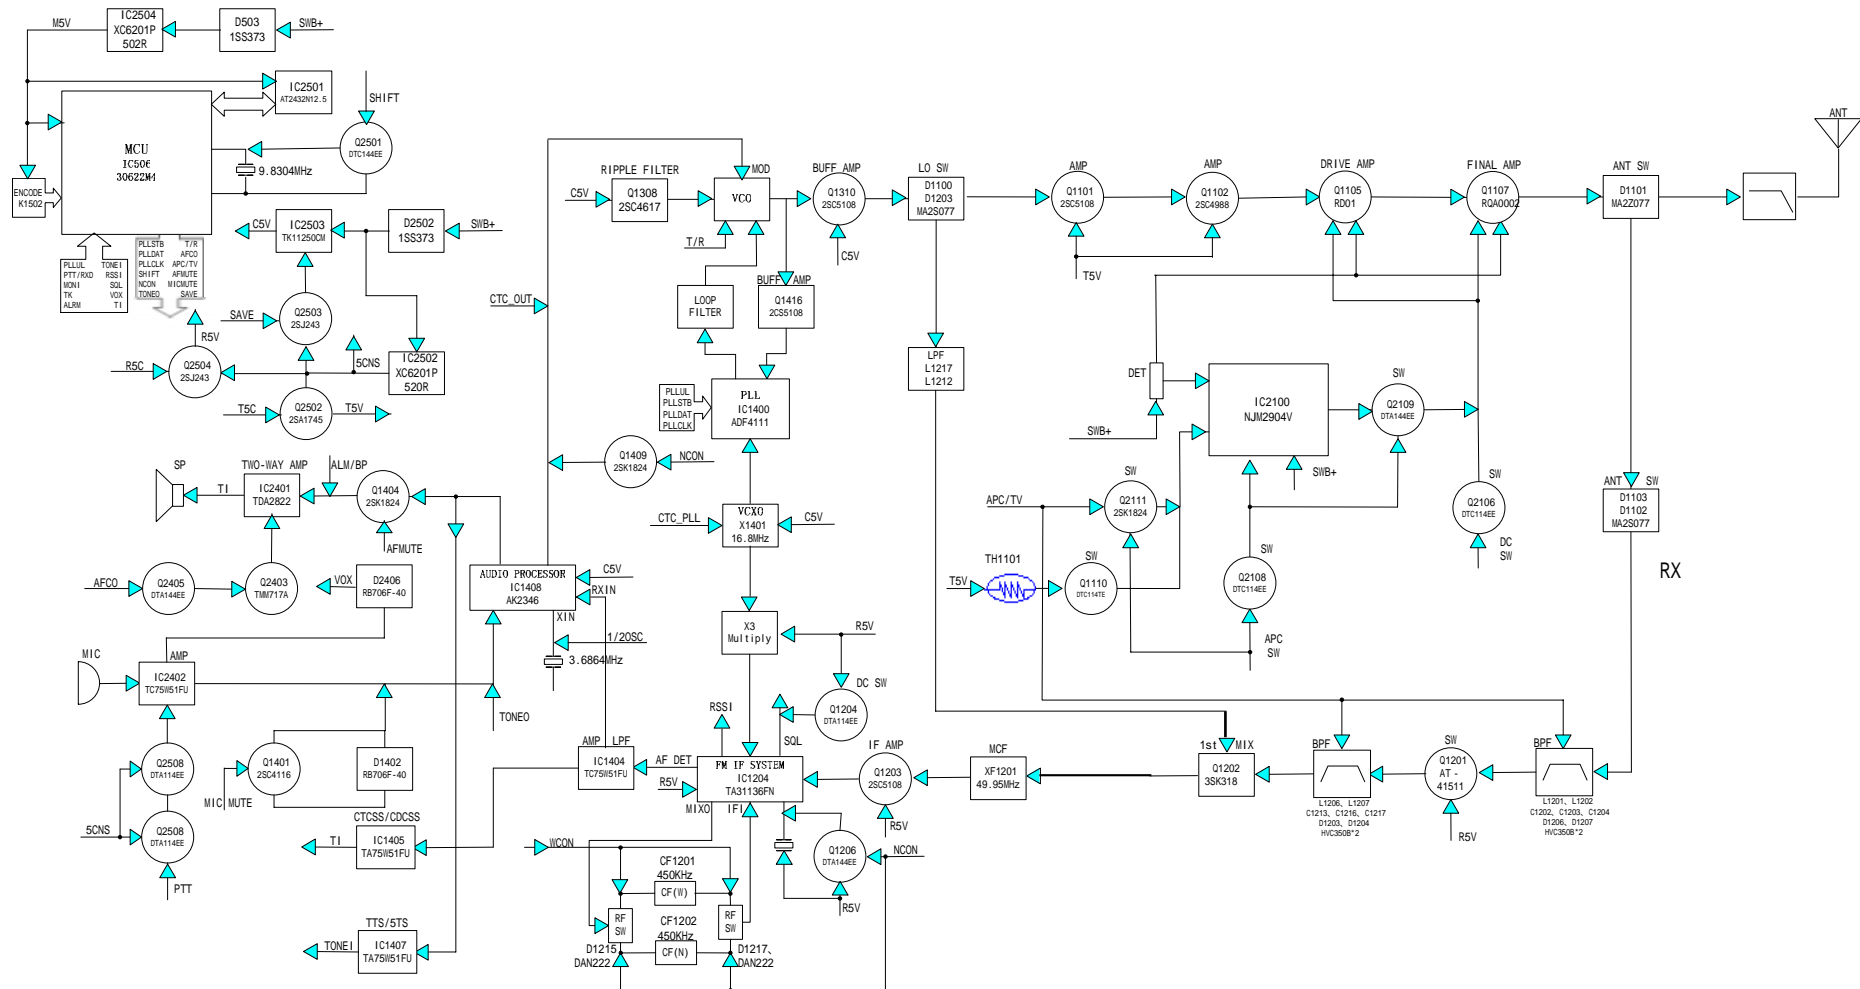 M5V
IC2504
XC6201P
502R
D503
1SS373
SWB+
IC2501
AT2432N12.5
SHIFT
MCU
IC506
30622M4
Q2501
DTC144EE
9.8304MHz
ENCODE
K1502
C5V
IC2503
TK11250CM
D2502
1SS373
SWB+
PLLUL TONEI
PTT/RXD RSSI
MONI SQL
TK VOX
ALRM TI
PLLSTB T/R
PLLDAT AFCO
PLLCLK APC/TV
SHIFT AFMUTE
NCON MICMUTE
TONEO SAVE
SAVE
Q2503
2SJ243
R5V
R5C
Q2504
2SJ243
5CNS
IC2502
XC6201P
520R
T5C
Q2502
2SA1745
T5V
RIPPLE FILTER
C5V
Q1308
2SC4617
MOD
VCO
T/R
BUFF AMP
Q1310
2SC5108
C5V
LO SW
D1100
D1203
MA2S077
AMP
Q1101
2SC5108
T5V
AMP
Q1102
2SC4988
DRIVE AMP
Q1105
RD01
FINAL AMP
Q1107
RQA0002
ANT SW
D1101
MA2Z077
ANT
CTC_OUT
LOOP
FILTER
BUFF AMP
Q1416
2CS5108
LPF
L1217
L1212
PLLUL
PLLSTB
PLLDAT
PLLCLK
PLL
IC1400
ADF4111
DET
SWB+
IC2100
NJM2904V
SWB+
SW
Q2109
DTA144EE
Q1409
2SK1824
NCON
CTC_PLL
VCXO
X1401
16.8MHz
C5V
APC/TV
SW
Q2111
2SK1824
SW
Q2106
DTC114EE
DC
SW
ANT SW
D1103
D1102
MA2S077
RX
SP
TI
TWO-WAY AMP
IC2401
TDA2822
ALM/BP
Q1404
2SK1824
AFMUTE
AFCO
Q2405
DTA144EE
Q2403
TMM717A
VOX
D2406
RB706F-40
AUDIO PROCESSOR
IC1408
AK2346
C5V
RXIN
XIN
1/2OSC
3.6864MHz
X3
Multiply
R5V
T5V
TH1101
SW
Q1110
DTC114TE
SW
Q2108
DTC114EE
APC
SW
MIC
AMP
IC2402
TC75W51FU
TONEO
Q2508
DTA114EE
Q1401
2SC4116
D1402
RB706F-40
MIC MUTE
5CNS
Q2508
DTA114EE
PTT
AMP LPF
IC1404
TC75W51FU
AF DET
RSSI
SQL
DC SW
Q1204
DTA114EE
FM IF SYSTEM
IC1204
TA31136FN
R5V
MIXO IFI
IF AMP
Q1203
2SC5108
R5V
MCF
XF1201
49.95MHz
1st MIX
Q1202
3SK318
BPF
L1206、L1207
C1213、C1216、C1217
D1203、D1204
HVC350B*2
SW
Q1201
AT -
41511
R5V
BPF
L1201、L1202
C1202、C1203、C1204
D1206、D1207
HVC350B*2
CTCSS/CDCSS
TI
IC1405
TA75W51FU
WCON
CF1201
450KHz
CF(W)
Q1206
DTA144EE
NCON
R5V
RF
SW
CF1202
450KHz
CF(N)
RF
SW
D1215
DAN222
D1217、
DAN222
TTS/5TS
TONEI
IC1407
TA75W51FU